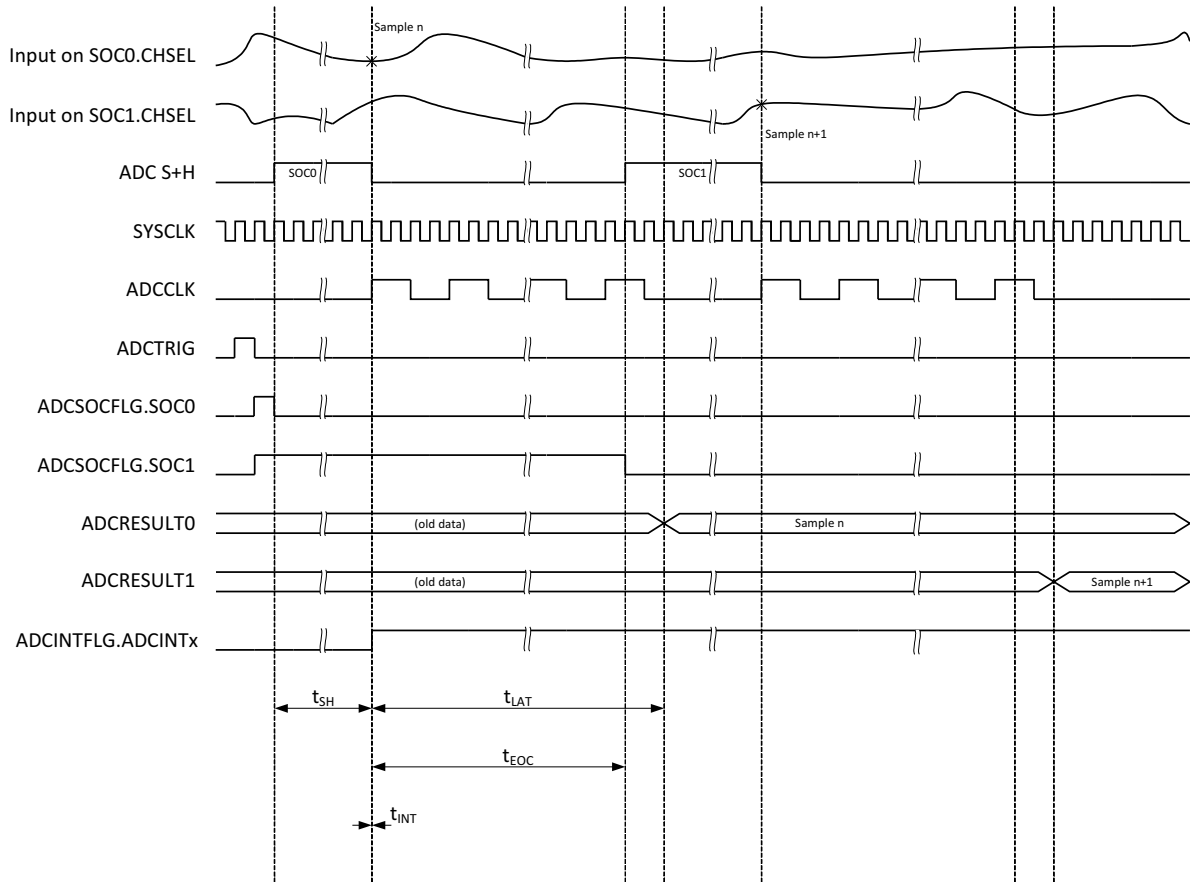 Sample n
Input on SOC0.CHSEL
Input on SOC1.CHSEL
Sample n+1
ADC S+H
SOC0
SOC1
SYSCLK
ADCCLK
ADCTRIG
ADCSOCFLG.SOC0
ADCSOCFLG.SOC1
ADCRESULT0
(old data)
Sample n
ADCRESULT1
(old data)
Sample n+1
ADCINTFLG.ADCINTx
tSH
tLAT
tEOC
tINT